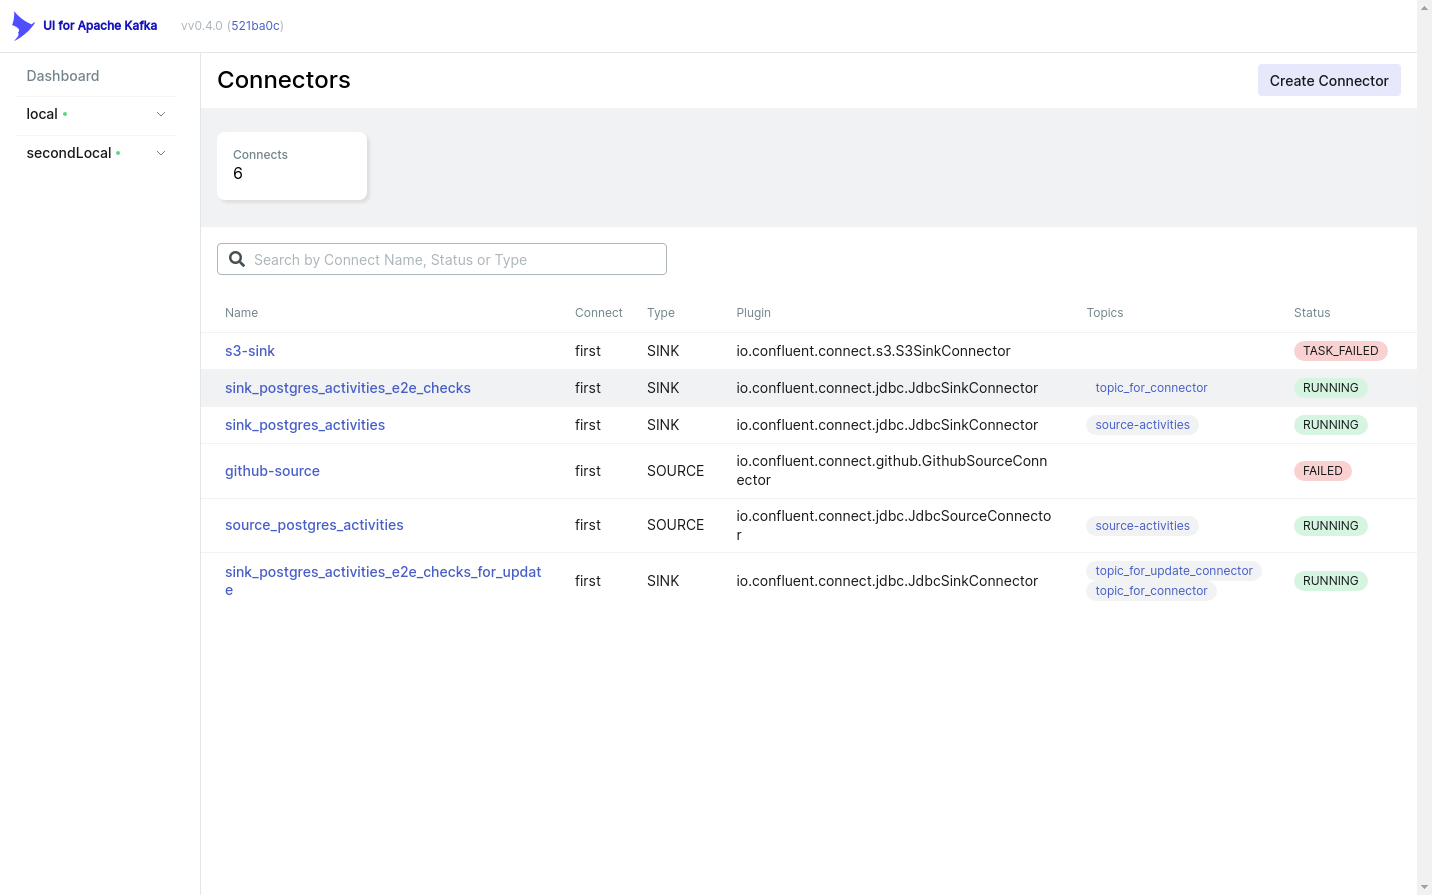 UI for Apache Kafka vv0.4.0 (521ba0c)
Dashboard
local
secondLocal
Connectors
Create Connector
Connects
6
Search by Connect Name, Status or Type
Name Connect Type Plugin Topics Status
s3-sink first SINK io.confluent.connect.s3.S3SinkConnector TASK_FAILED
sink_postgres_activities_e2e_checks first SINK io.confluent.connect.jdbc.JdbcSinkConnector topic_for_connector RUNNING
sink_postgres_activities first SINK io.confluent.connect.jdbc.JdbcSinkConnector source-activities RUNNING
github-source first SOURCE io.confluent.connect.github.GithubSourceConn
ector FAILED
source_postgres_activities first SOURCE io.confluent.connect.jdbc.JdbcSourceConnecto
r source-activities RUNNING
sink_postgres_activities_e2e_checks_for_updat
e first SINK io.confluent.connect.jdbc.JdbcSinkConnector topic_for_update_connector
topic_for_connector RUNNING